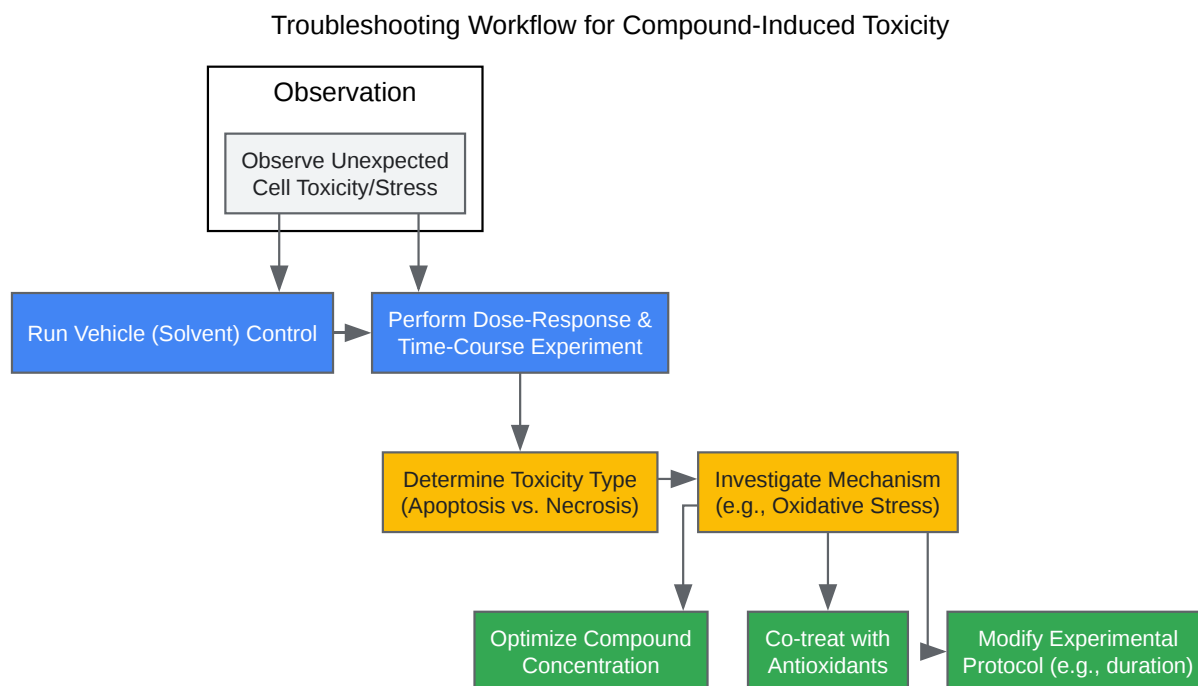 Troubleshooting Workflow for Compound-Induced Toxicity
Observation
Observe Unexpected
Cell Toxicity/Stress
Run Vehicle (Solvent) Control
Perform Dose-Response &
Time-Course Experiment
Determine Toxicity Type
(Apoptosis vs. Necrosis)
Investigate Mechanism
(e.g., Oxidative Stress)
Optimize Compound
Concentration
Co-treat with
Antioxidants
Modify Experimental
Protocol (e.g., duration)